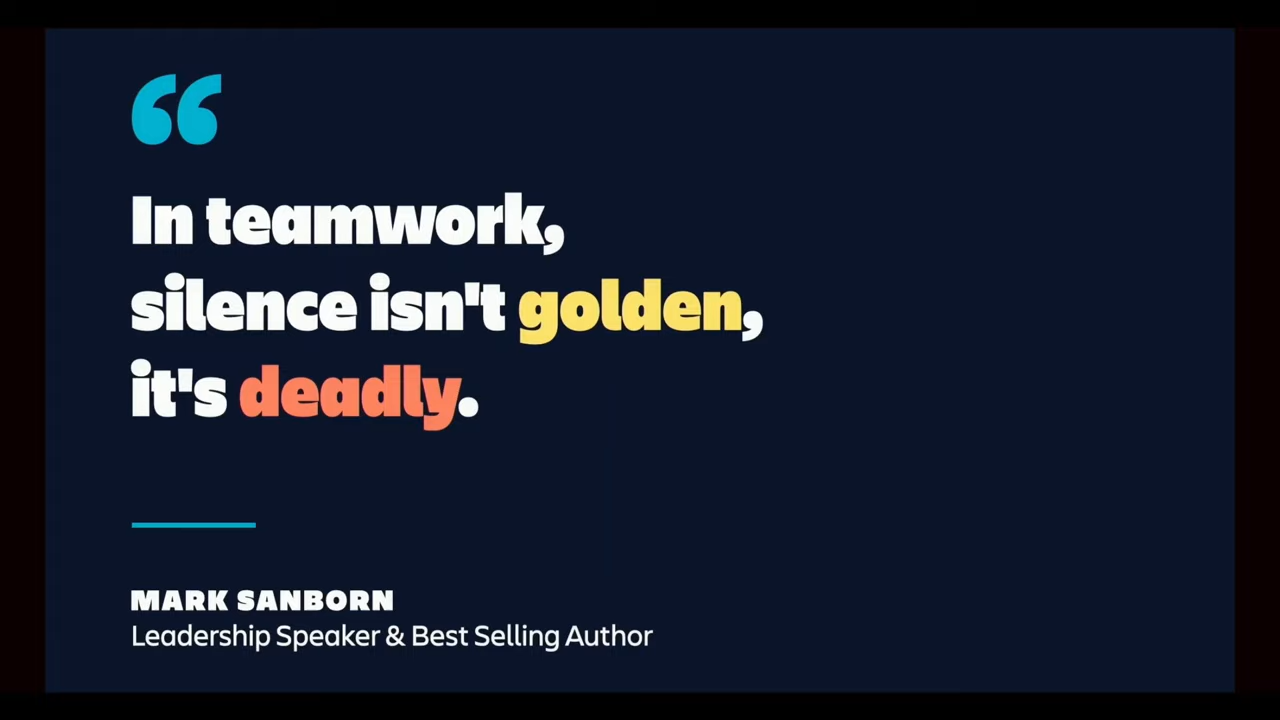 “
In teamwork,
silence isn't golden,
it's deadly.
MARK SANBORN
Leadership Speaker & Best Selling Author